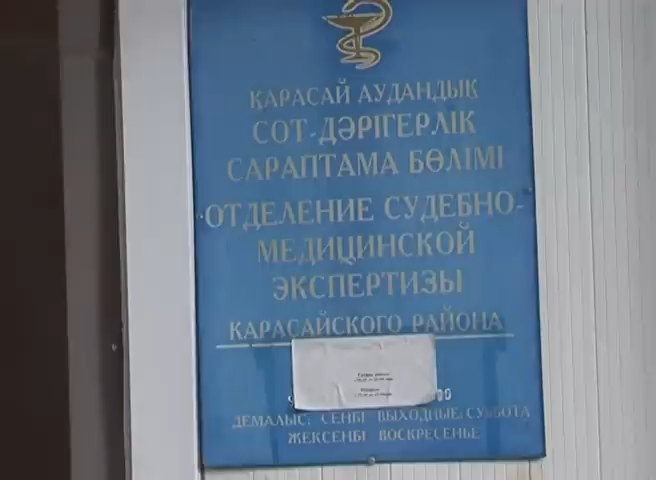 ҚАРАСАЙ АУДАНДЫҚ
СОТ-ДӘРІГЕРЛІК
САРАПТАМА БӨЛІМІ
ОТДЕЛЕНИЕ СУДЕБНО-
МЕДИЦИНСКОЙ
ЭКСПЕРТИЗЫ
КАРАСАЙСКОГО РАЙОНА
ДЕМАЛЫС: СЕНБІ ВЫХОДНЫЕ: СУББОТА
ЖЕКСЕНБІ ВОСКРЕСЕНЬЕ